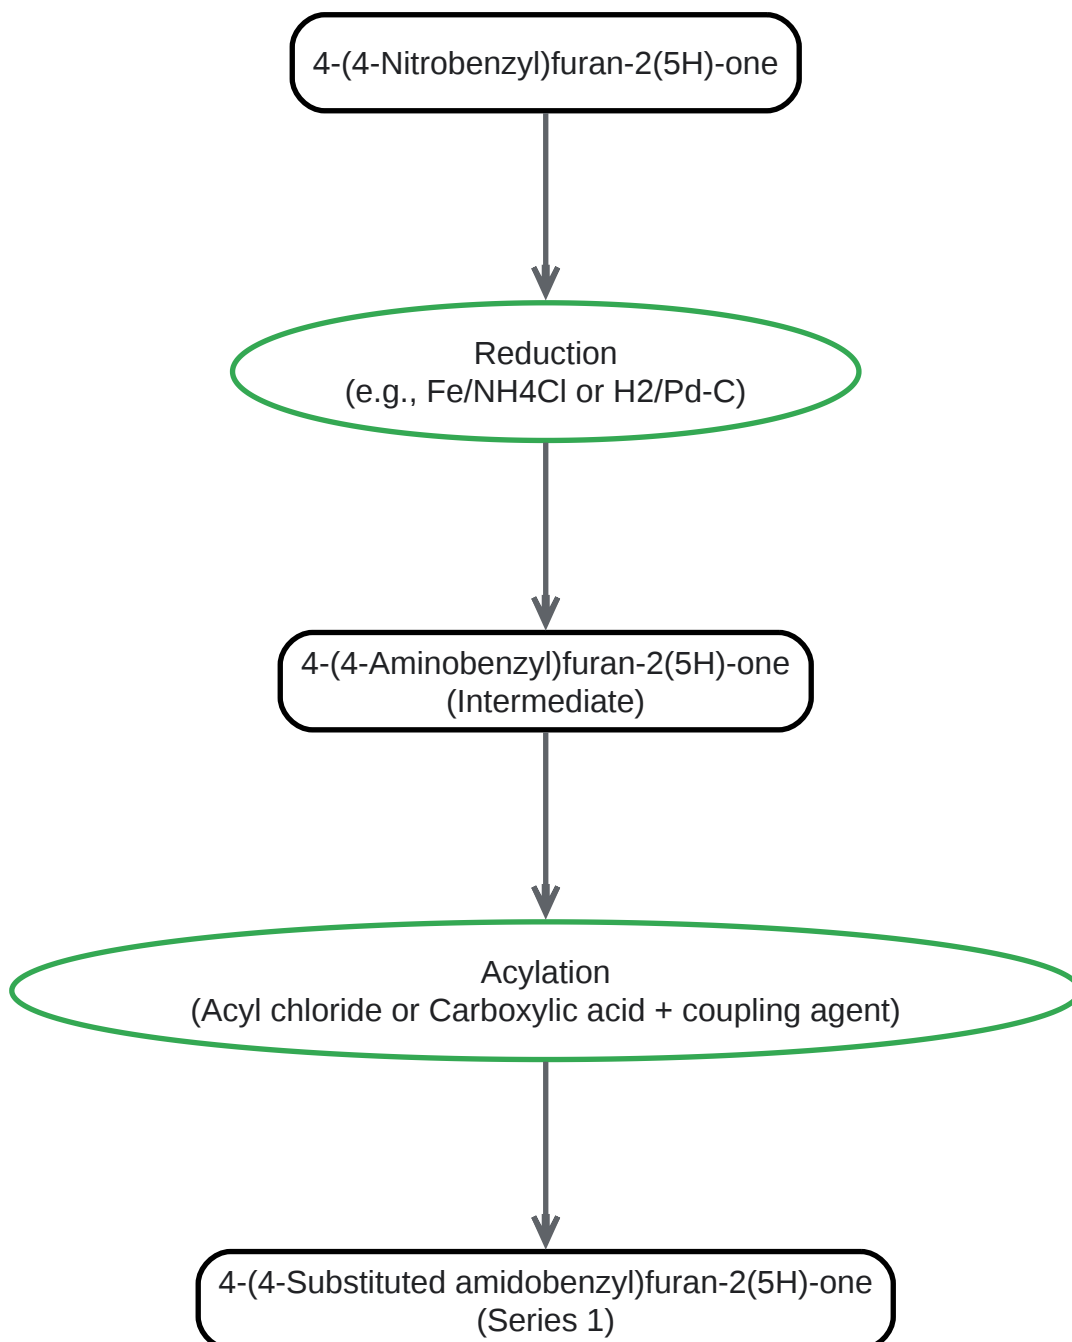 4-(4-Nitrobenzyl)furan-2(5H)-one
Reduction
(e.g., Fe/NH4Cl or H2/Pd-C)
4-(4-Aminobenzyl)furan-2(5H)-one
(Intermediate)
Acylation
(Acyl chloride or Carboxylic acid + coupling agent)
4-(4-Substituted amidobenzyl)furan-2(5H)-one
(Series 1)